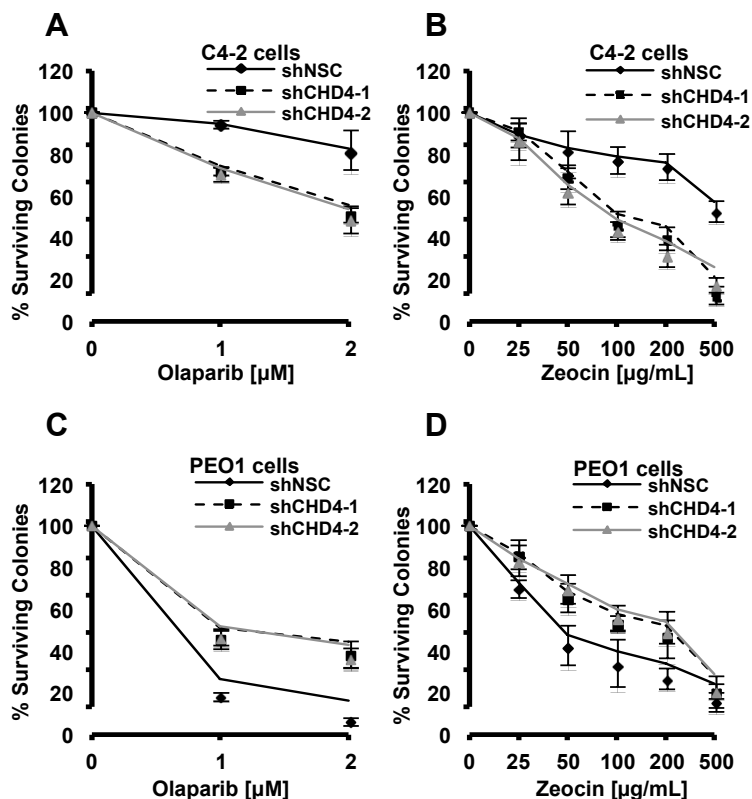 A
C4-2 cells
shNSC
shCHD4-1
shCHD4-2
% Surviving Colonies
120
100
80
60
40
20
0
0
1
2
Olaparib [µM]
B
C4-2 cells
shNSC
shCHD4-1
shCHD4-2
% Surviving Colonies
120
100
80
60
40
20
0
0 25 50 100 200 500
Zeocin [µg/mL]
C
PEO1 cells
shNSC
shCHD4-1
shCHD4-2
% Surviving Colonies
120
100
80
60
40
20
0
0
1
2
Olaparib [µM]
D
PEO1 cells
shNSC
shCHD4-1
shCHD4-2
% Surviving Colonies
120
100
80
60
40
20
0
0 25 50 100 200 500
Zeocin [µg/mL]